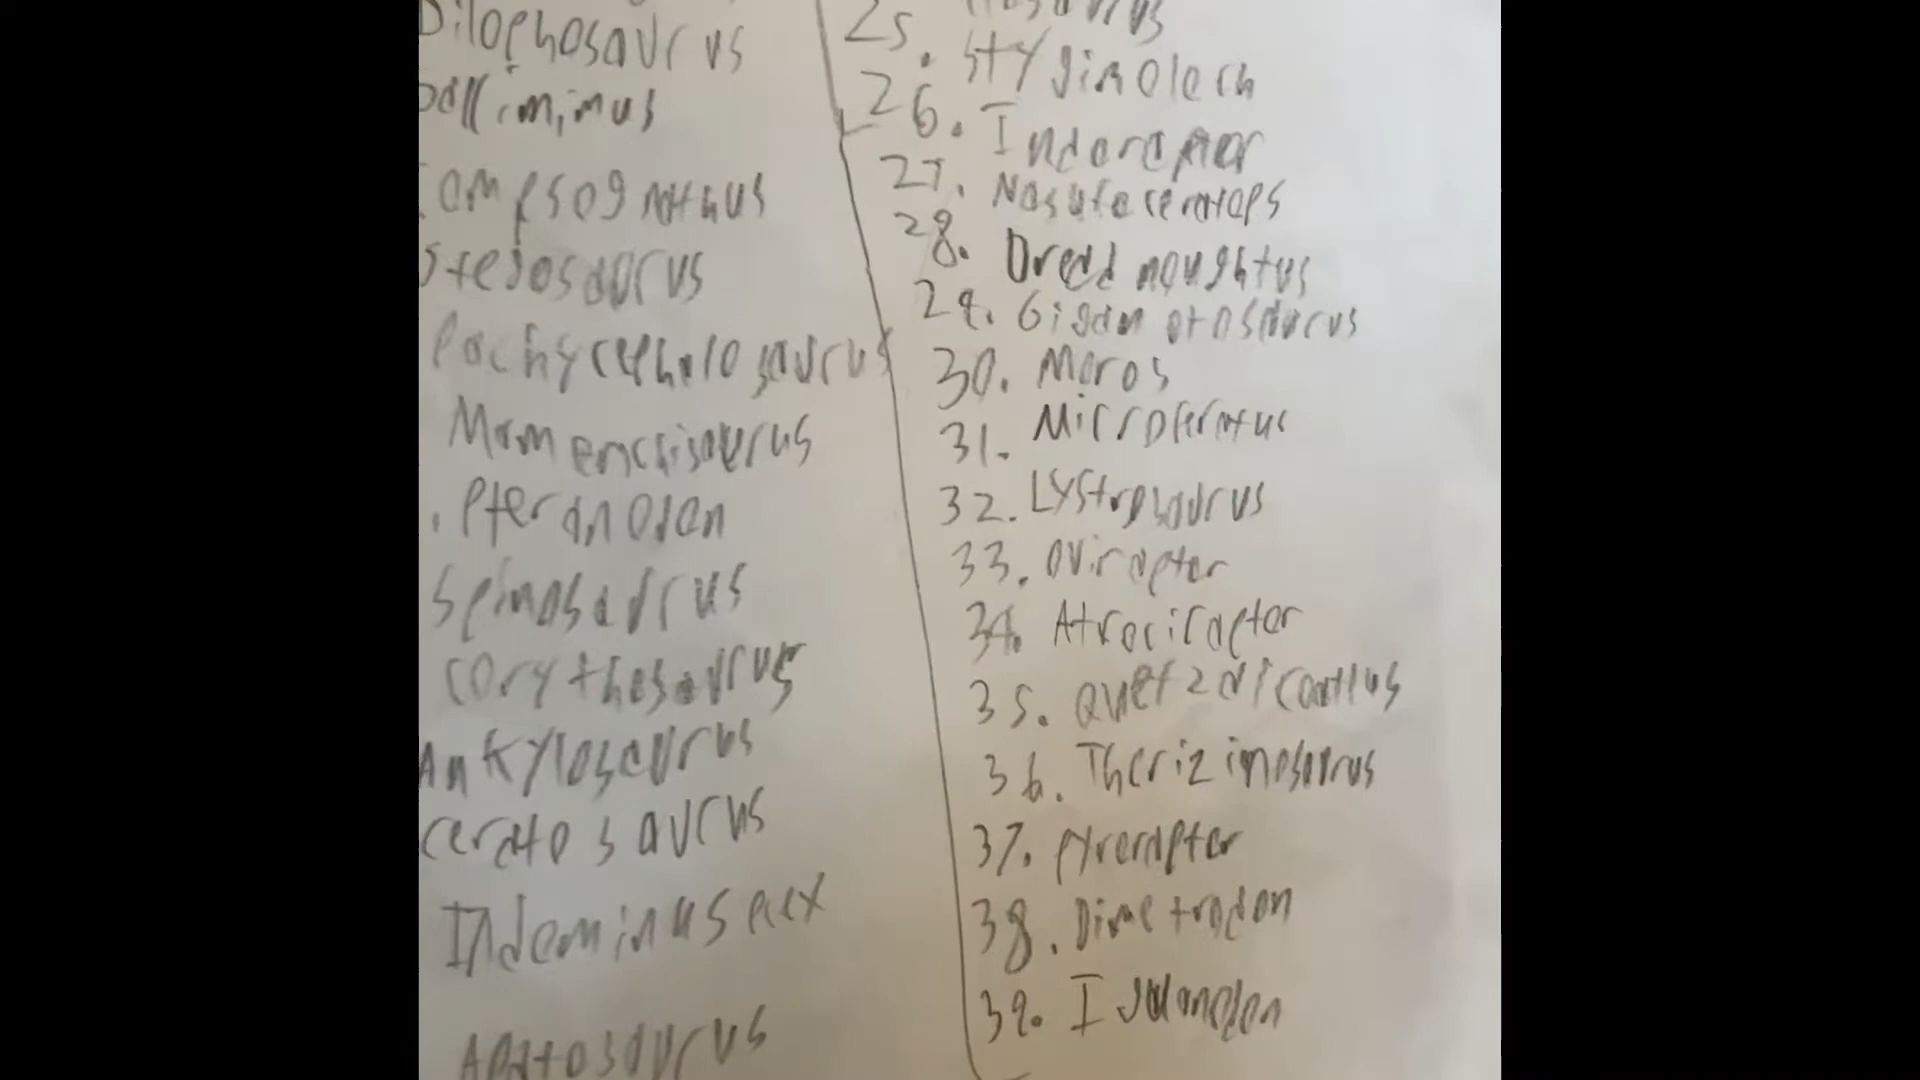 Dilophosaurus
Gallimimus
Compsognathus
Stegosaurus
Pachycephalosaurus
Mamenchisaurus
. Pteranodon
Spinosaurus
corythosaurus
Ankylosaurus
ceratosaurus
Indominus rex
Apatosaurus
25. Stygimoloch
26. Indoraptor
27. Nasutoceratops
28. Dreadnoughtus
29. Giganotosaurus
30. Moros
31.
32. Lystrosaurus
33. Oviraptor
34. Atrociraptor
35. Quetzalcoatlus
36. Therizinosaurus
37. pyroraptor
38. Dimetrodon
39.